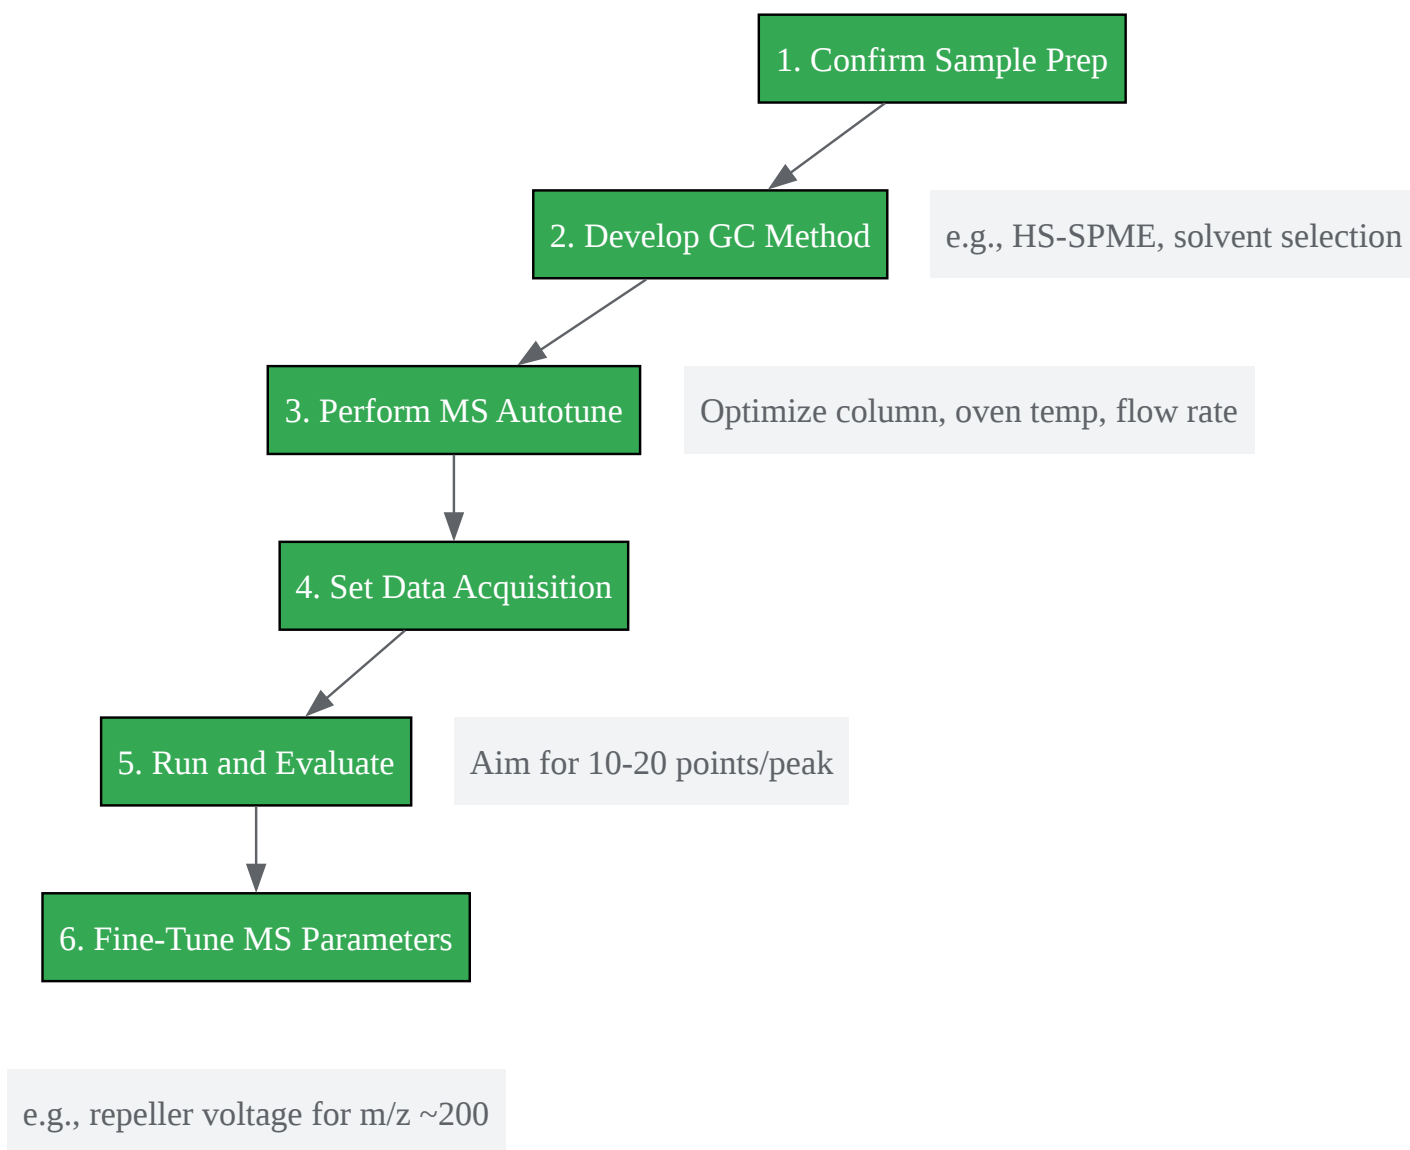 1. Confirm Sample Prep
2. Develop GC Method
e.g., HS-SPME, solvent selection
3. Perform MS Autotune
Optimize column, oven temp, flow rate
4. Set Data Acquisition
5. Run and Evaluate
Aim for 10-20 points/peak
6. Fine-Tune MS Parameters
e.g., repeller voltage for m/z ~200